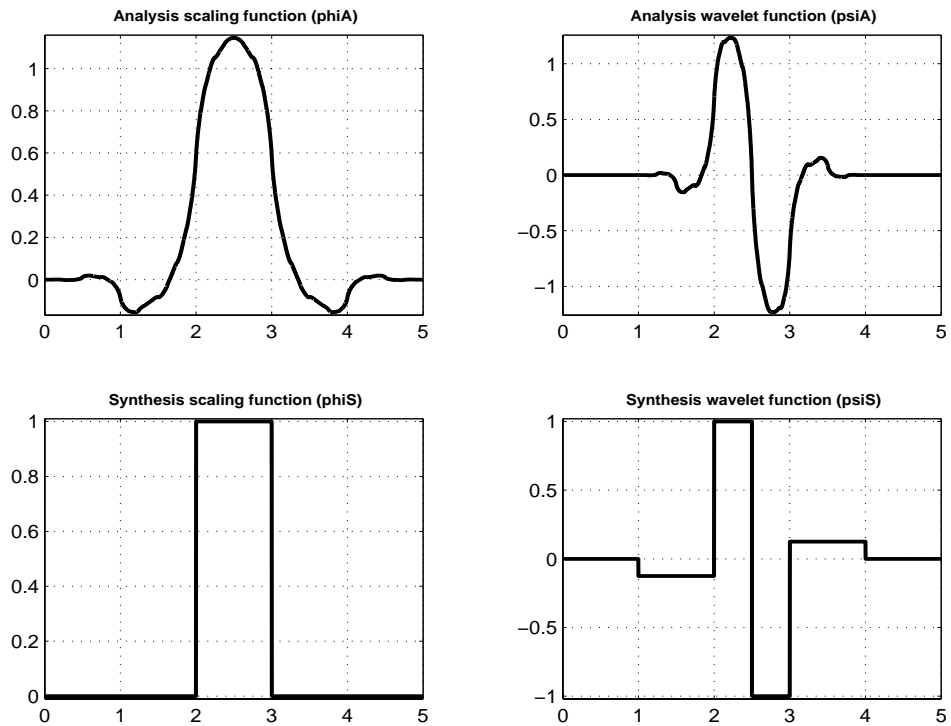 Analysis scaling function (phiA)
1
0.8
0.6
0.4
0.2
0
0 1 2 3 4 5
Analysis wavelet function (psiA)
1
0.5
0
−0.5
−1
0 1 2 3 4 5
Synthesis scaling function (phiS)
1
0.8
0.6
0.4
0.2
0
0 1 2 3 4 5
Synthesis wavelet function (psiS)
1
0.5
0
−0.5
−1
0 1 2 3 4 5